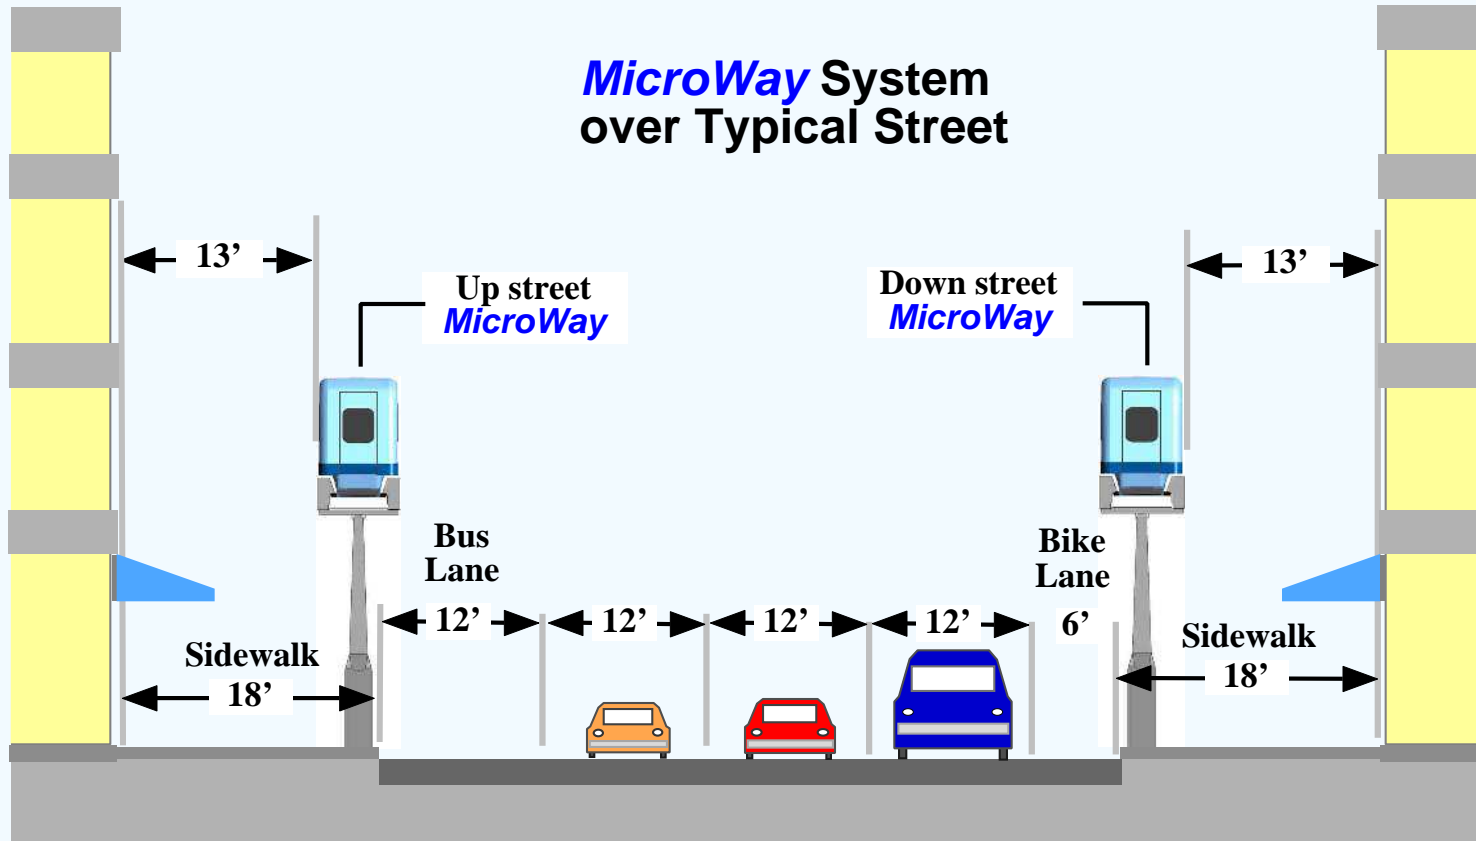 MicroWay System
over Typical Street
13’
13’
Up street
MicroWay
Down street
MicroWay
Bus
Lane
Bike
Lane
12’
12’
12’
12’
6’
Sidewalk
18’
Sidewalk
18’